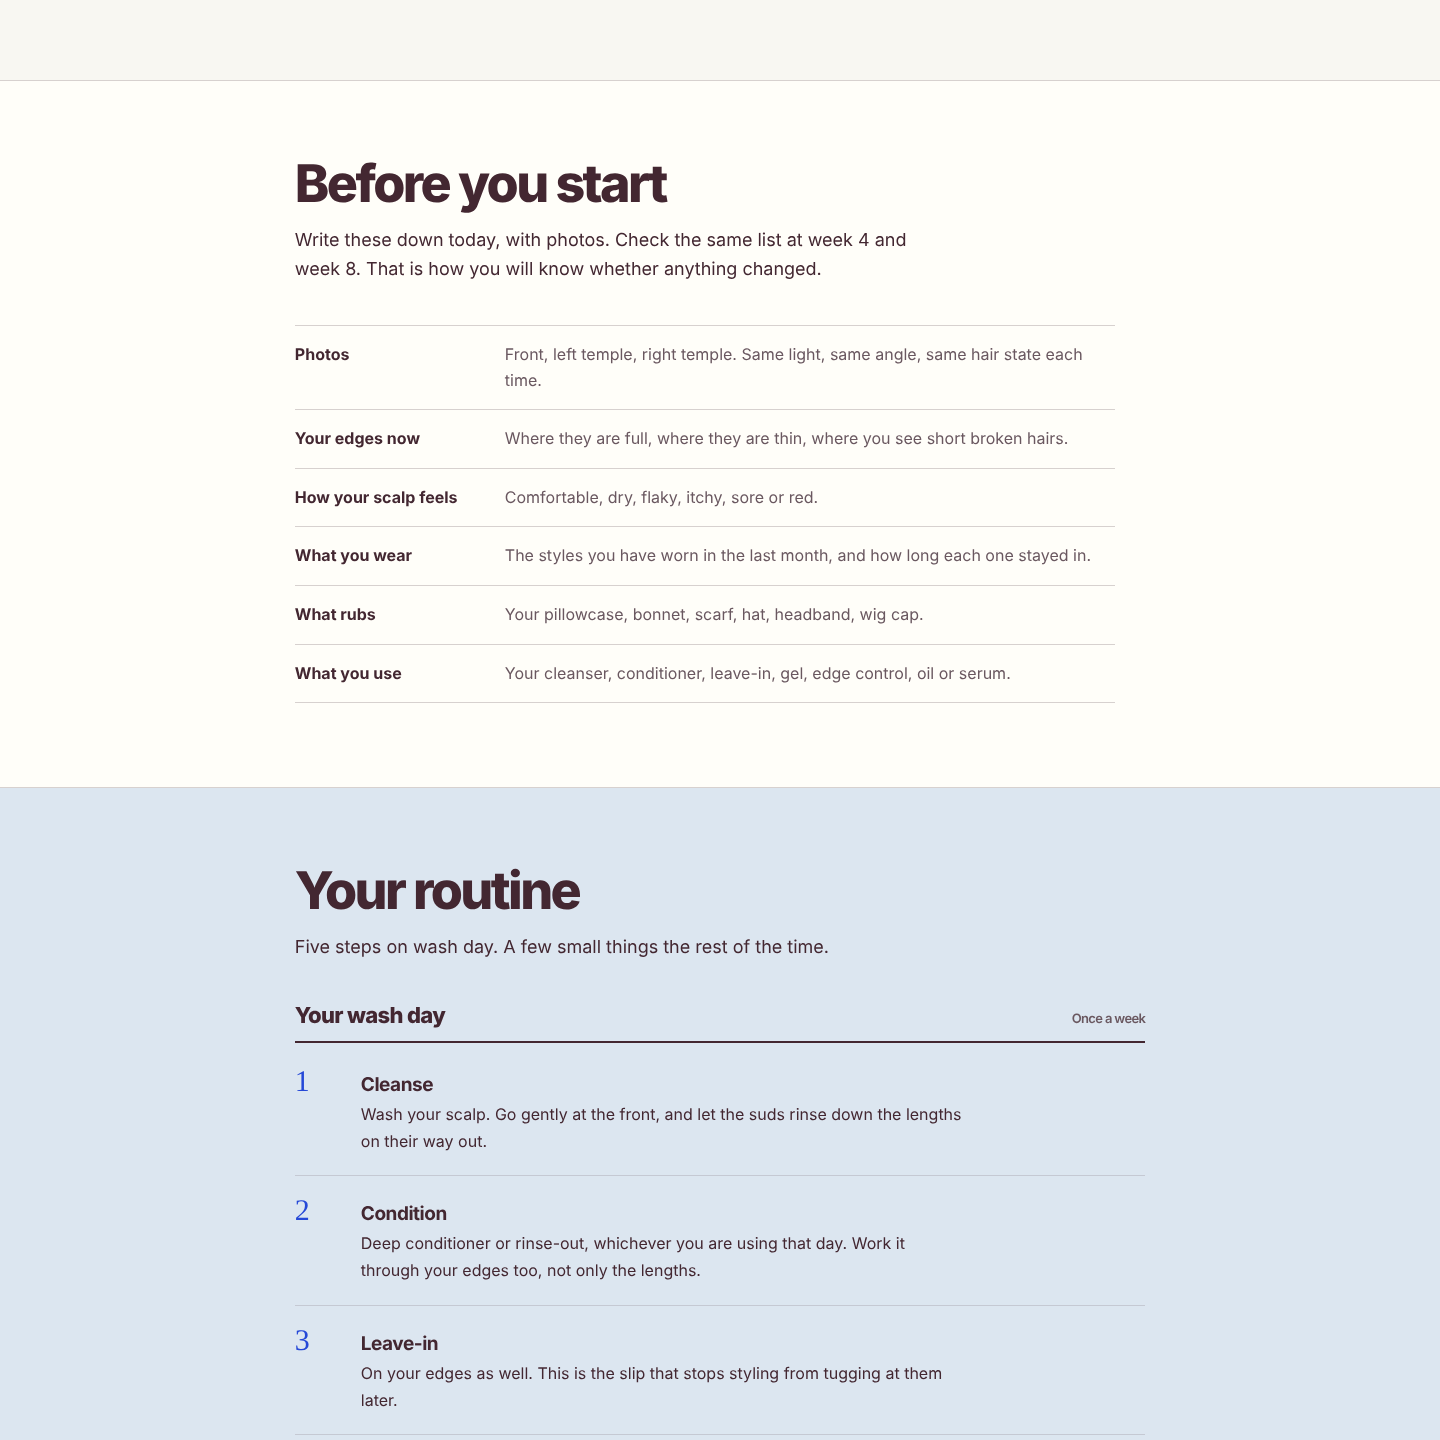 Before you start
Write these down today, with photos. Check the same list at week 4 and
week 8. That is how you will know whether anything changed.
Photos
Front, left temple, right temple. Same light, same angle, same hair state each
time.
Your edges now
Where they are full, where they are thin, where you see short broken hairs.
How your scalp feels
Comfortable, dry, flaky, itchy, sore or red.
What you wear
The styles you have worn in the last month, and how long each one stayed in.
What rubs
Your pillowcase, bonnet, scarf, hat, headband, wig cap.
What you use
Your cleanser, conditioner, leave-in, gel, edge control, oil or serum.
Your routine
Five steps on wash day. A few small things the rest of the time.
Your wash day
Once a week
1
Cleanse
Wash your scalp. Go gently at the front, and let the suds rinse down the lengths
on their way out.
2
Condition
Deep conditioner or rinse-out, whichever you are using that day. Work it
through your edges too, not only the lengths.
3
Leave-in
On your edges as well. This is the slip that stops styling from tugging at them
later.